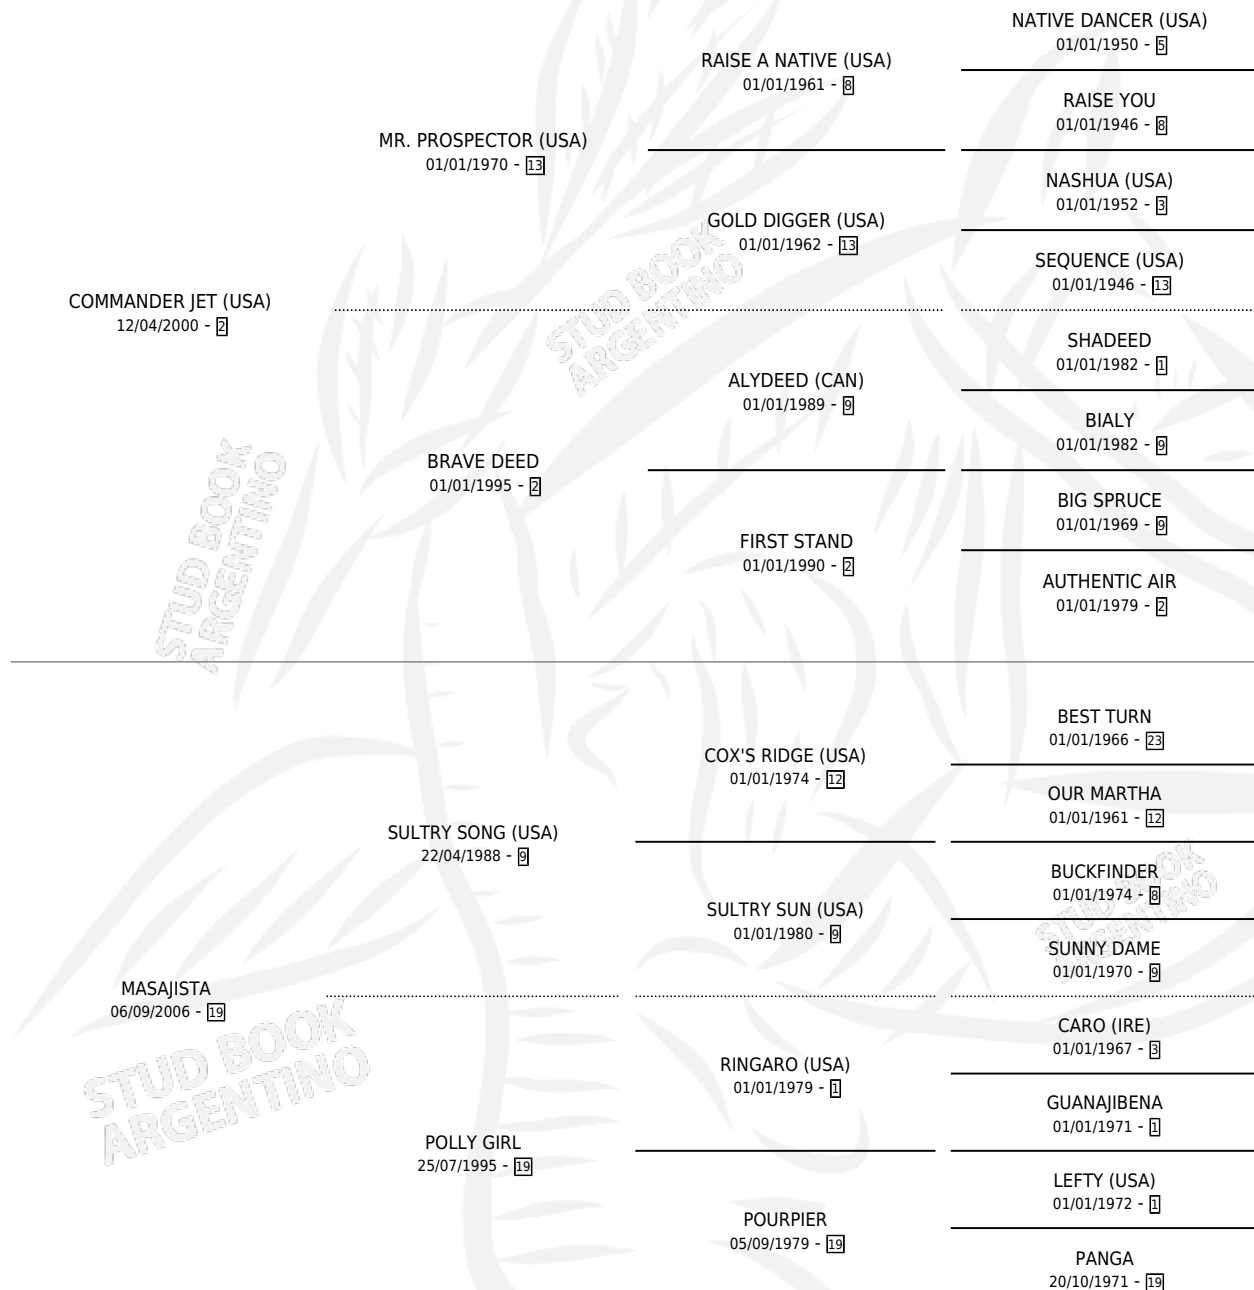 NATIVE DANCER (USA)
01/01/1950 - 5
RAISE A NATIVE (USA)
01/01/1961 - 8
RAISE YOU
01/01/1946 - 8
MR. PROSPECTOR (USA)
01/01/1970 - 13
NASHUA (USA)
01/01/1952 - 3
GOLD DIGGER (USA)
01/01/1962 - 13
SEQUENCE (USA)
01/01/1946 - 13
COMMANDER JET (USA)
12/04/2000 - 2
SHADEED
01/01/1982 - 1
ALYDEED (CAN)
01/01/1989 - 9
BIALY
01/01/1982 - 9
BRAVE DEED
01/01/1995 - 2
BIG SPRUCE
01/01/1969 - 9
FIRST STAND
01/01/1990 - 2
AUTHENTIC AIR
01/01/1979 - 2
BEST TURN
01/01/1966 - 23
COX'S RIDGE (USA)
01/01/1974 - 12
OUR MARTHA
01/01/1961 - 12
SULTRY SONG (USA)
22/04/1988 - 9
BUCKFINDER
01/01/1974 - 8
SULTRY SUN (USA)
01/01/1980 - 9
SUNNY DAME
01/01/1970 - 9
MASAJISTA
06/09/2006 - 19
CARO (IRE)
01/01/1967 - 3
RINGARO (USA)
01/01/1979 - 1
GUANAJIBENA
01/01/1971 - 1
POLLY GIRL
25/07/1995 - 19
LEFTY (USA)
01/01/1972 - 1
POURPIER
05/09/1979 - 19
PANGA
20/10/1971 - 19
STUD BOOK
ARGENTINO
STUD BOOK
ARGENTINO
STUD BOOK
ARGENTINO
STUD BOOK
ARGENTINO